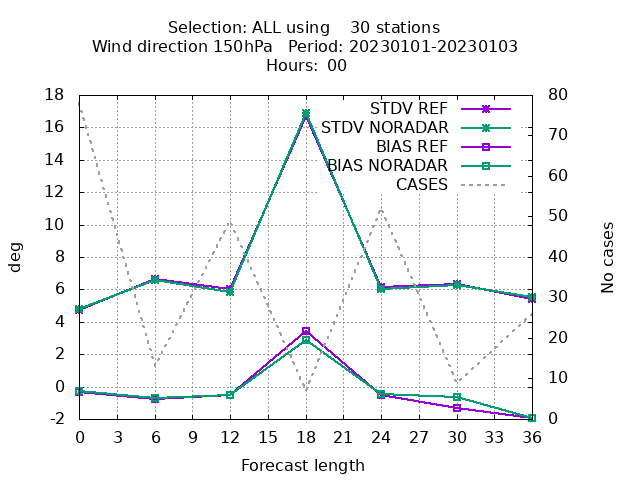 Selection: ALL using 30 stations
Wind direction 150hPa Period: 20230101-20230103
Hours: 00
STDV REF
STDV NORADAR
BIAS REF
BIAS NORADAR
CASES
18
16
14
12
10
8
6
4
2
0
-2
80
70
60
50
40
30
20
10
0
deg
No cases
0 3 6 9 12 15 18 21 24 27 30 33 36
Forecast length